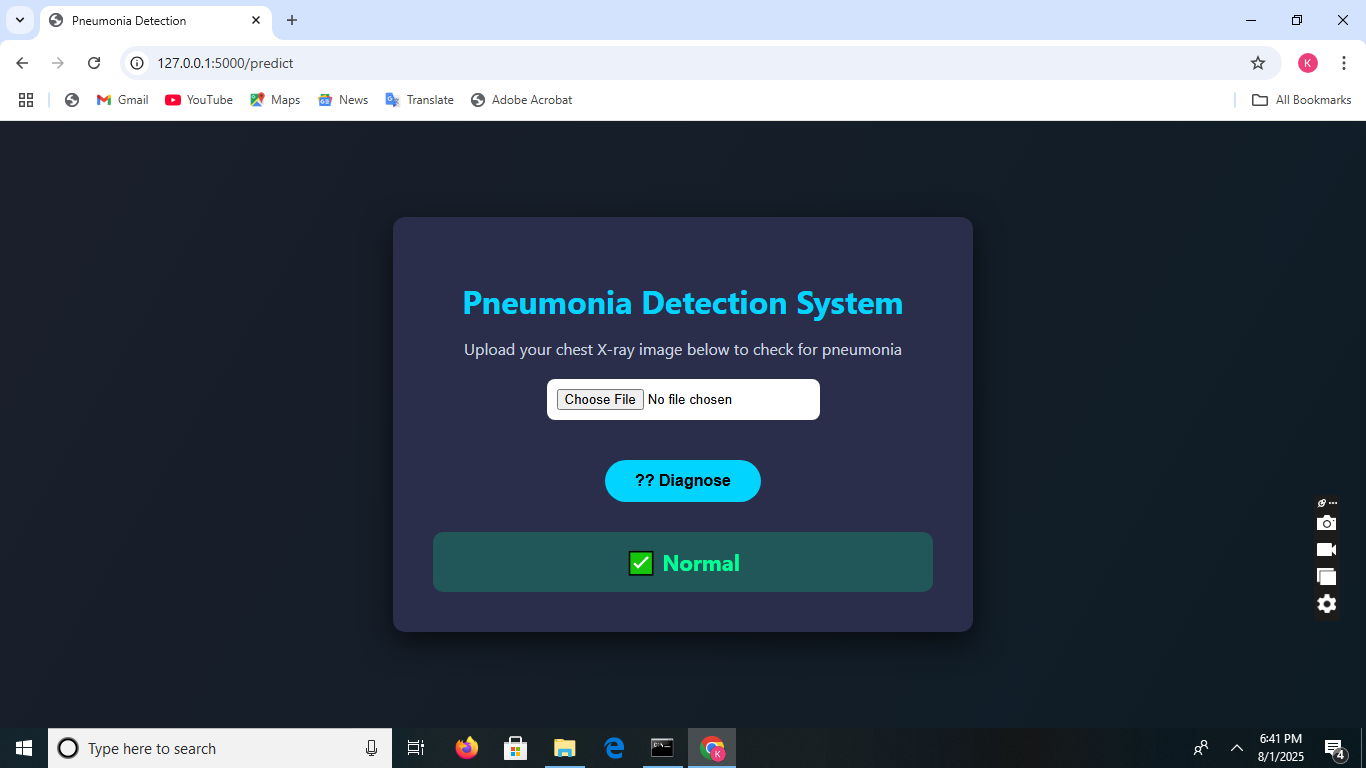 Pneumonia Detection
127.0.0.1:5000/predict
K
Gmail YouTube Maps News Translate Adobe Acrobat All Bookmarks
Pneumonia Detection System
Upload your chest X-ray image below to check for pneumonia
Choose File No file chosen
?? Diagnose
✅ Normal
Type here to search
K
6:41 PM
8/1/2025
4